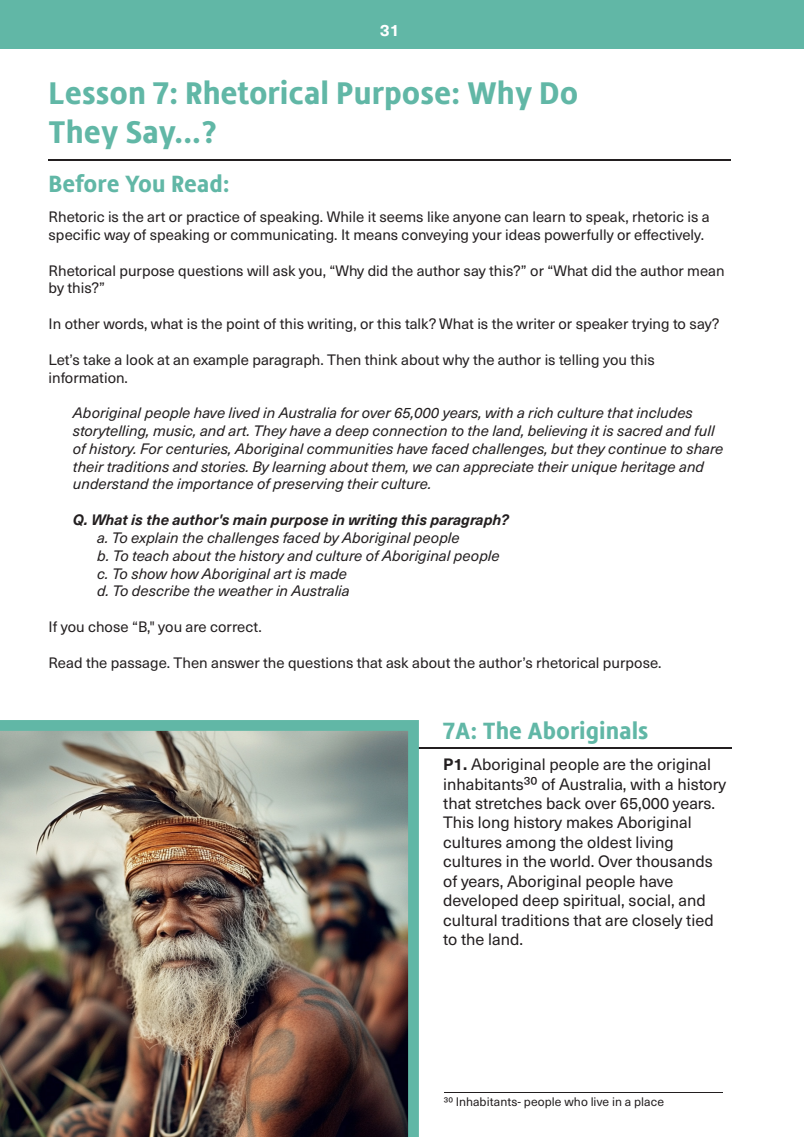 31
Lesson 7: Rhetorical Purpose: Why Do
They Say...?
Before You Read:
Rhetoric is the art or practice of speaking. While it seems like anyone can learn to speak, rhetoric is a
specific way of speaking or communicating. It means conveying your ideas powerfully or effectively.
Rhetorical purpose questions will ask you, “Why did the author say this?” or “What did the author mean
by this?”
In other words, what is the point of this writing, or this talk? What is the writer or speaker trying to say?
Let’s take a look at an example paragraph. Then think about why the author is telling you this
information.
Aboriginal people have lived in Australia for over 65,000 years, with a rich culture that includes
storytelling, music, and art. They have a deep connection to the land, believing it is sacred and full
of history. For centuries, Aboriginal communities have faced challenges, but they continue to share
their traditions and stories. By learning about them, we can appreciate their unique heritage and
understand the importance of preserving their culture.
Q. What is the author's main purpose in writing this paragraph?
a. To explain the challenges faced by Aboriginal people
b. To teach about the history and culture of Aboriginal people
c. To show how Aboriginal art is made
d. To describe the weather in Australia
If you chose “B," you are correct.
Read the passage. Then answer the questions that ask about the author’s rhetorical purpose.
7A: The Aboriginals
P1. Aboriginal people are the original
inhabitants³⁰ of Australia, with a history
that stretches back over 65,000 years.
This long history makes Aboriginal
cultures among the oldest living
cultures in the world. Over thousands
of years, Aboriginal people have
developed deep spiritual, social, and
cultural traditions that are closely tied
to the land.
³⁰ Inhabitants- people who live in a place